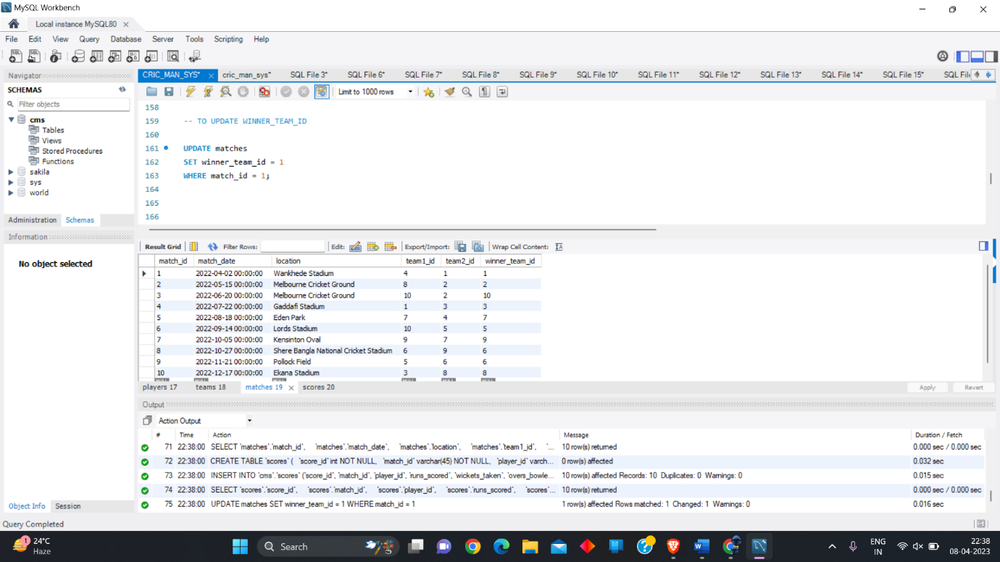 MySQL Workbench
Local instance MySQL80
File Edit View Query Database Server Tools Scripting Help
Navigator
SCHEMAS
Filter objects
cms
Tables
Views
Stored Procedures
Functions
sakila
sys
world
Administration Schemas
Information
No object selected
CRIC_MAN_SYS* cric_man_sys* SQL File 3* SQL File 6* SQL File 7* SQL File 8* SQL File 9* SQL File 10* SQL File 11* SQL File 12* SQL File 13* SQL File 14* SQL File 15*
Limit to 1000 rows
158
159 -- TO UPDATE WINNER_TEAM_ID
160
161 UPDATE matches
162 SET winner_team_id = 1
163 WHERE match_id = 1;
164
165
166
Result Grid Filter Rows: Edit: Export/Import: Wrap Cell Content:
match_id match_date location team1_id team2_id winner_team_id
1 2022-04-02 00:00:00 Wankhede Stadium 4 1 1
2 2022-05-15 00:00:00 Melbourne Cricket Ground 8 2 2
3 2022-06-20 00:00:00 Melbourne Cricket Ground 10 2 10
4 2022-07-22 00:00:00 Gaddafi Stadium 1 3 3
5 2022-08-18 00:00:00 Eden Park 7 4 7
6 2022-09-14 00:00:00 Lords Stadium 10 5 5
7 2022-10-05 00:00:00 Kensinton Oval 9 7 9
8 2022-10-27 00:00:00 Shere Bangla National Cricket Stadium 6 9 6
9 2022-11-21 00:00:00 Pollock Field 5 6 6
10 2022-12-17 00:00:00 Ekana Stadium 3 8 8
players 17 teams 18 matches 19 scores 20 Apply Revert
Output
Action Output
# Time Action Message Duration / Fetch
71 22:38:00 SELECT `matches`.`match_id`, `matches`.`match_date`, `matches`.`location`, `matches`.`team1_id`, `... 10 row(s) returned 0.000 sec / 0.000 sec
72 22:38:00 CREATE TABLE `scores` ( `score_id` int NOT NULL, `match_id` varchar(45) NOT NULL, `player_id` varch... 0 row(s) affected 0.032 sec
73 22:38:00 INSERT INTO `cms`.`scores` (`score_id`, `match_id`, `player_id`, `runs_scored`, `wickets_taken`, `overs_bowle... 10 row(s) affected Records: 10 Duplicates: 0 Warnings: 0 0.015 sec
74 22:38:00 SELECT `scores`.`score_id`, `scores`.`match_id`, `scores`.`player_id`, `scores`.`runs_scored`, `scores`... 10 row(s) returned 0.000 sec / 0.000 sec
75 22:38:00 UPDATE matches SET winner_team_id = 1 WHERE match_id = 1 1 row(s) affected Rows matched: 1 Changed: 1 Warnings: 0 0.016 sec
Object Info Session
Query Completed
1
24°C
Haze
Search
ENG
IN
22:38
08-04-2023